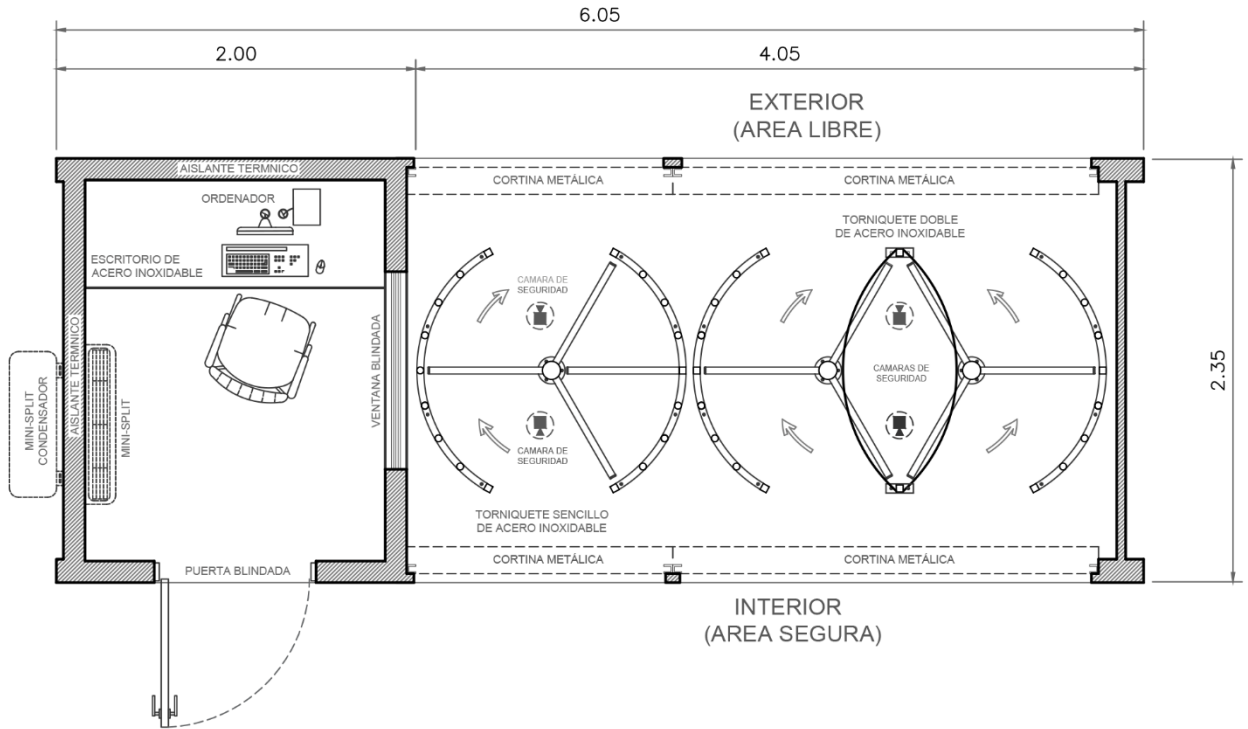 6.05
2.00
4.05
EXTERIOR
(AREA LIBRE)
AISLANTE TERMNICO
CORTINA METÁLICA
CORTINA METÁLICA
ORDENADOR
TORNIQUETE DOBLE
DE ACERO INOXIDABLE
ESCRITORIO DE
ACERO INOXIDABLE
CAMARA DE
SEGURIDAD
AISLANTE TERMNICO
MINI-SPLIT
CONDENSADOR
MINI-SPLIT
VENTANA BLINDADA
CAMARAS DE
SEGURIDAD
2.35
CAMARA DE
SEGURIDAD
TORNIQUETE SENCILLO
DE ACERO INOXIDABLE
CORTINA METÁLICA
CORTINA METÁLICA
PUERTA BLINDADA
INTERIOR
(AREA SEGURA)